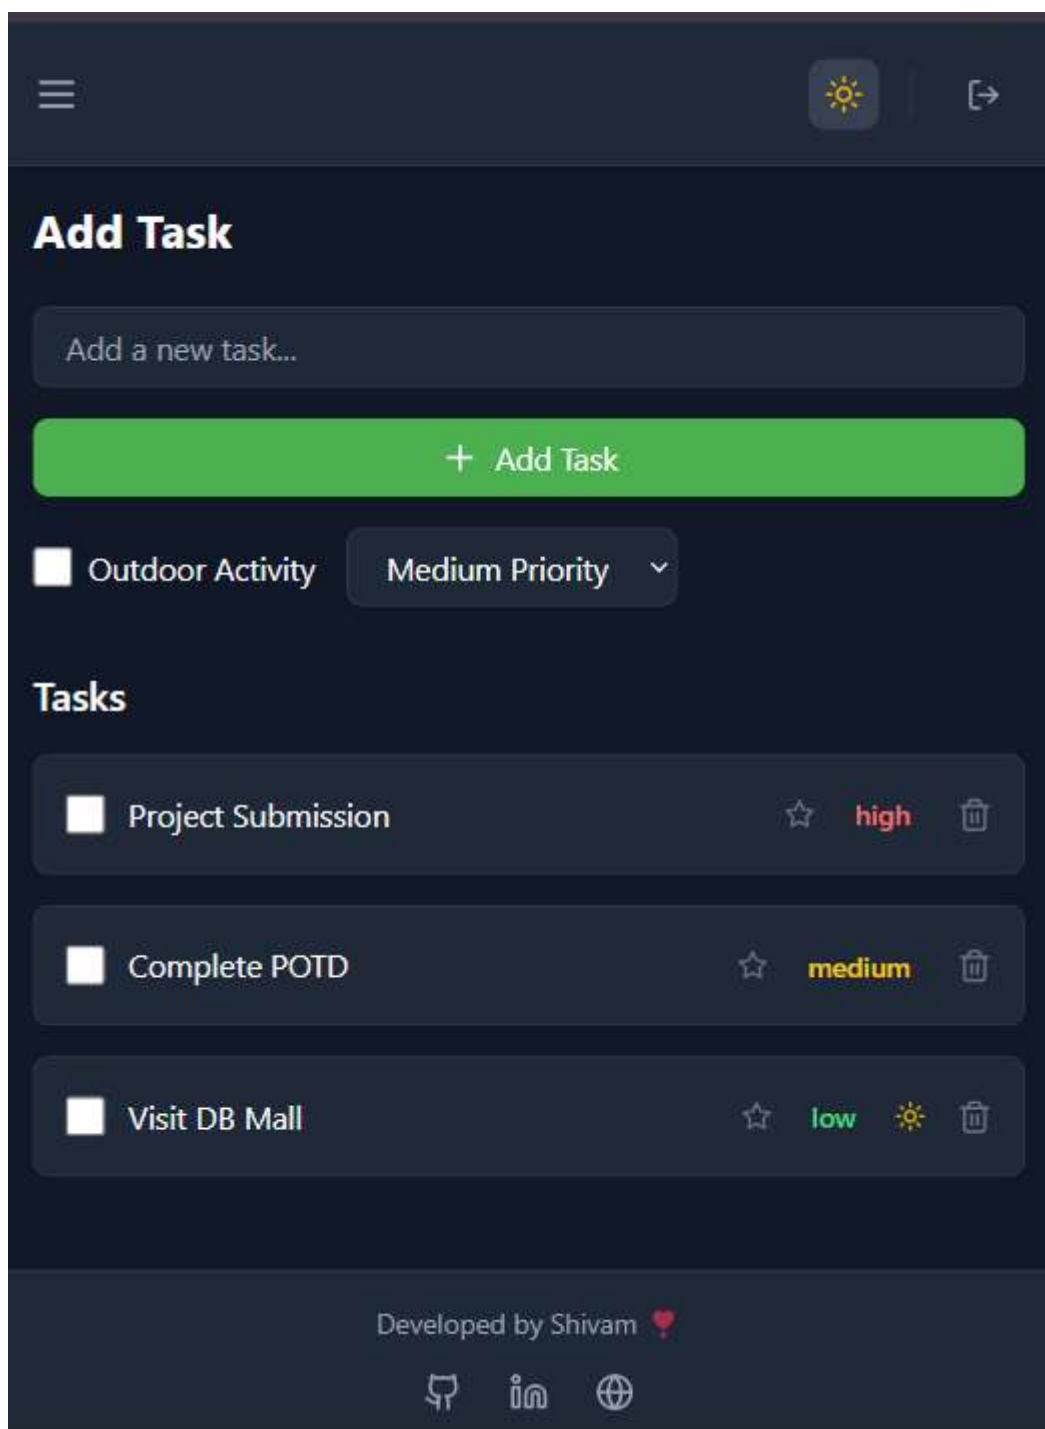 Add Task
Add a new task...
+ Add Task
Outdoor Activity Medium Priority
Tasks
Project Submission high
Complete POTD medium
Visit DB Mall low
Developed by Shivam ❣
in